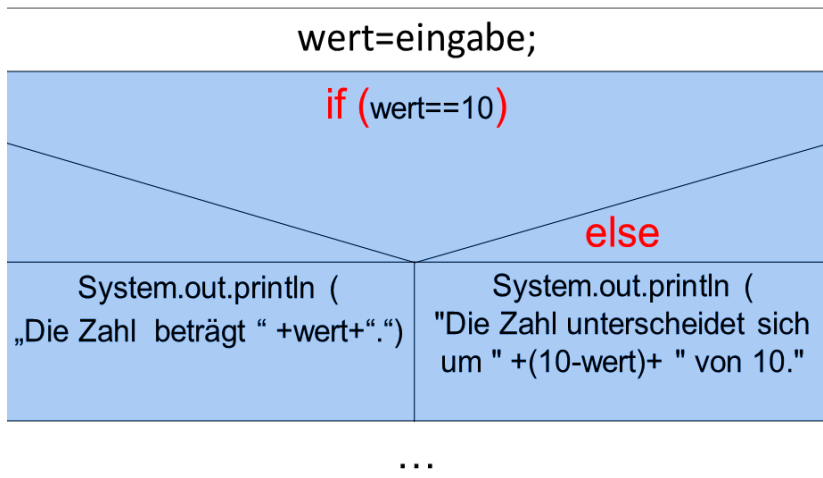 wert=eingabe;
if (wert==10)
else
System.out.println (
„Die Zahl beträgt “ +wert+“.“)
System.out.println (
"Die Zahl unterscheidet sich
um " +(10-wert)+ " von 10."
...